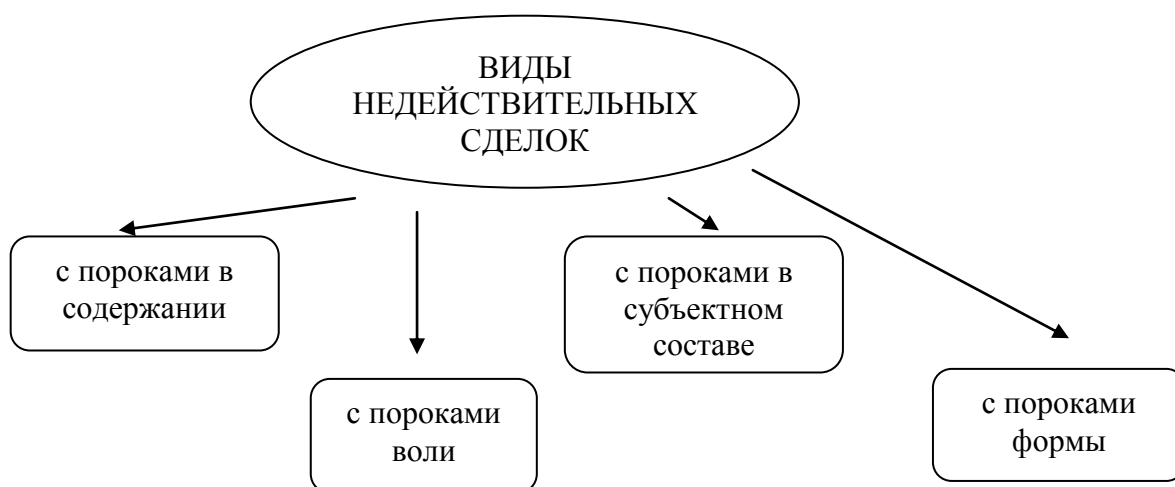 ВИДЫ
НЕДЕЙСТВИТЕЛЬНЫХ
СДЕЛОК
с пороками в
содержании
с пороками
воли
с пороками в
субъектном
составе
с пороками
формы